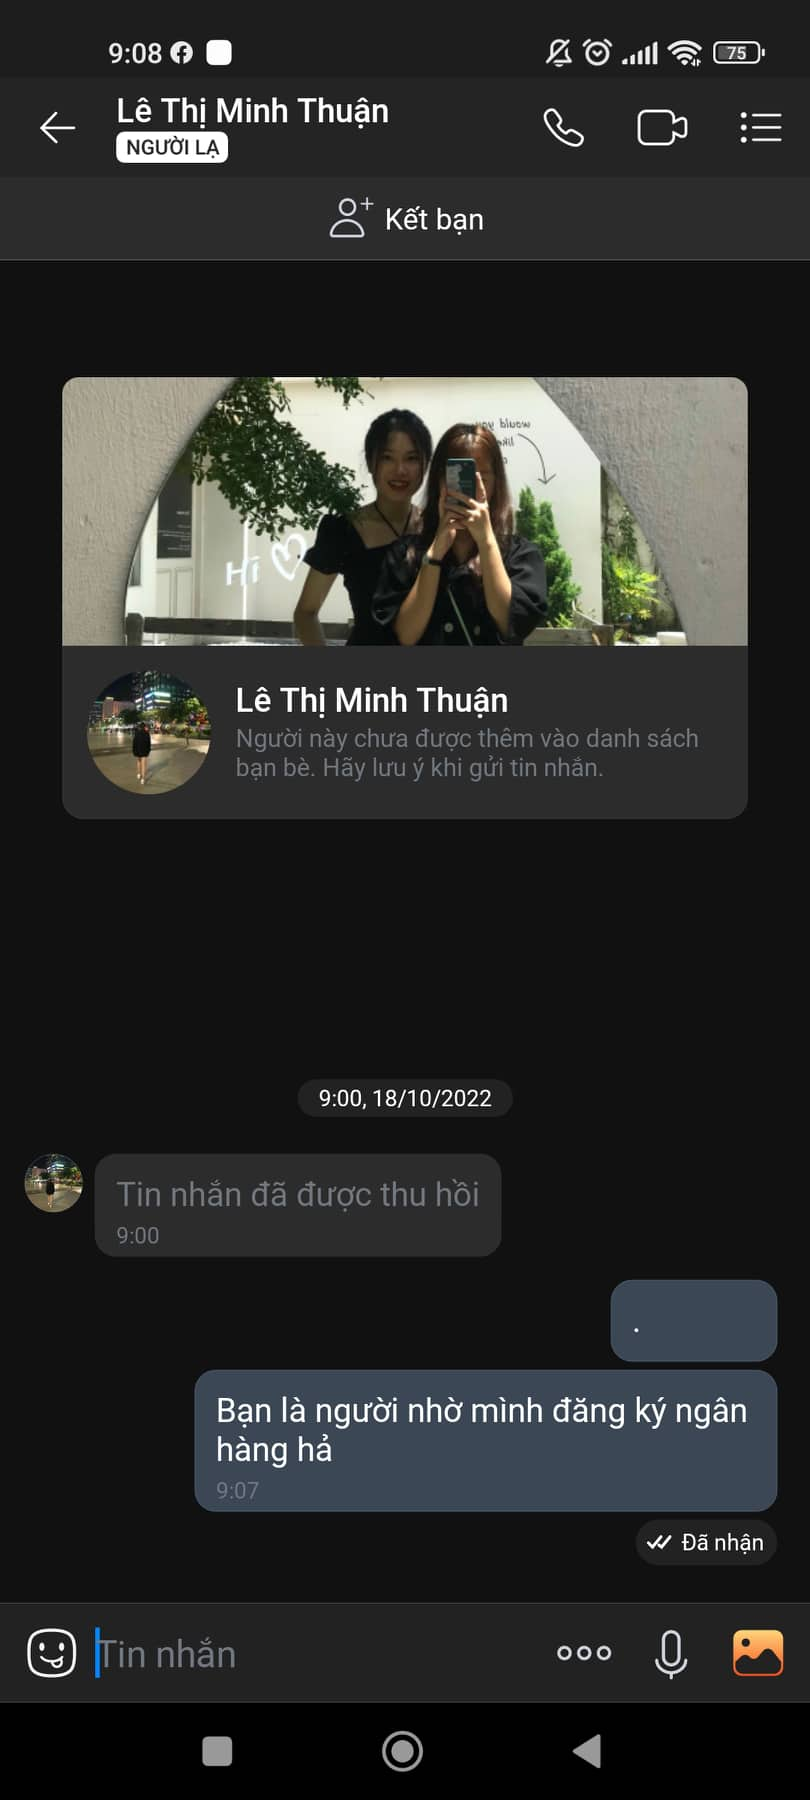 9:08
75
Lê Thị Minh Thuận
NGƯỜI LẠ
Kết bạn
would you
like
Hi
Lê Thị Minh Thuận
Người này chưa được thêm vào danh sách
bạn bè. Hãy lưu ý khi gửi tin nhắn.
9:00, 18/10/2022
Tin nhắn đã được thu hồi
9:00
.
Bạn là người nhờ mình đăng ký ngân
hàng hả
9:07
Đã nhận
Tin nhắn